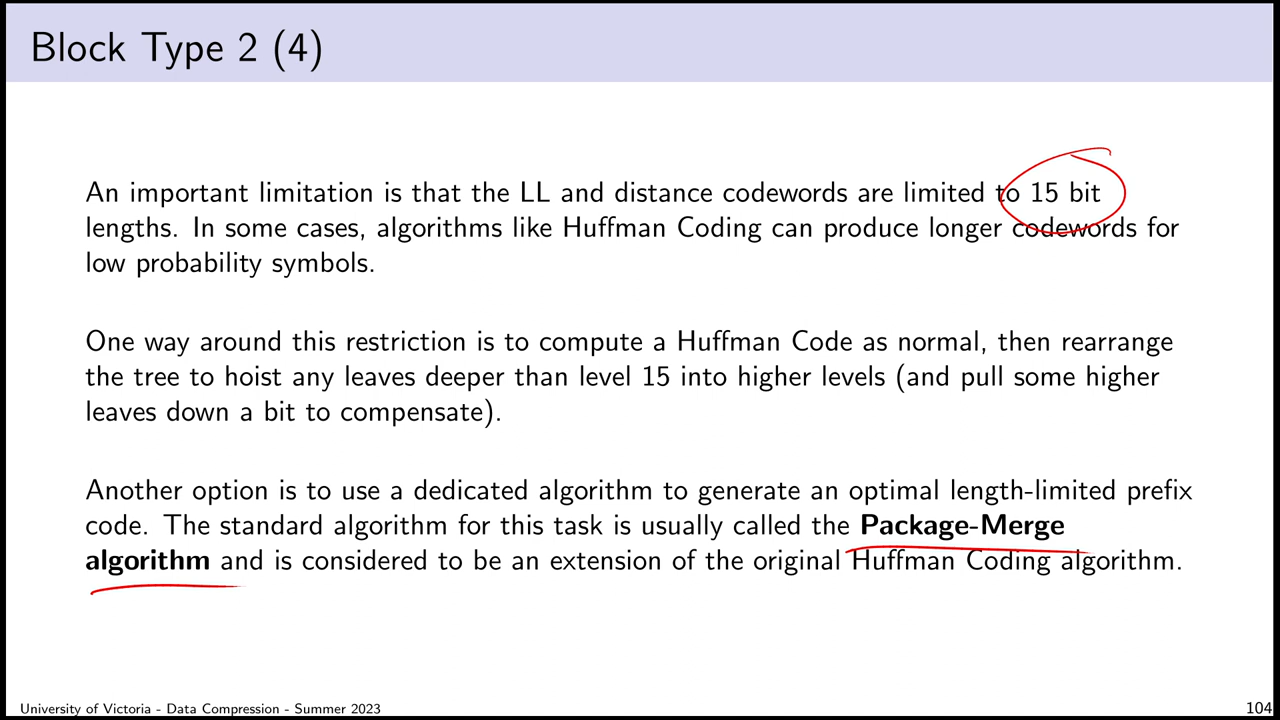 Block Type 2 (4)
An important limitation is that the LL and distance codewords are limited to 15 bit
lengths. In some cases, algorithms like Huffman Coding can produce longer codewords for
low probability symbols.
One way around this restriction is to compute a Huffman Code as normal, then rearrange
the tree to hoist any leaves deeper than level 15 into higher levels (and pull some higher
leaves down a bit to compensate).
Another option is to use a dedicated algorithm to generate an optimal length-limited prefix
code. The standard algorithm for this task is usually called the Package-Merge
algorithm and is considered to be an extension of the original Huffman Coding algorithm.
University of Victoria - Data Compression - Summer 2023
104